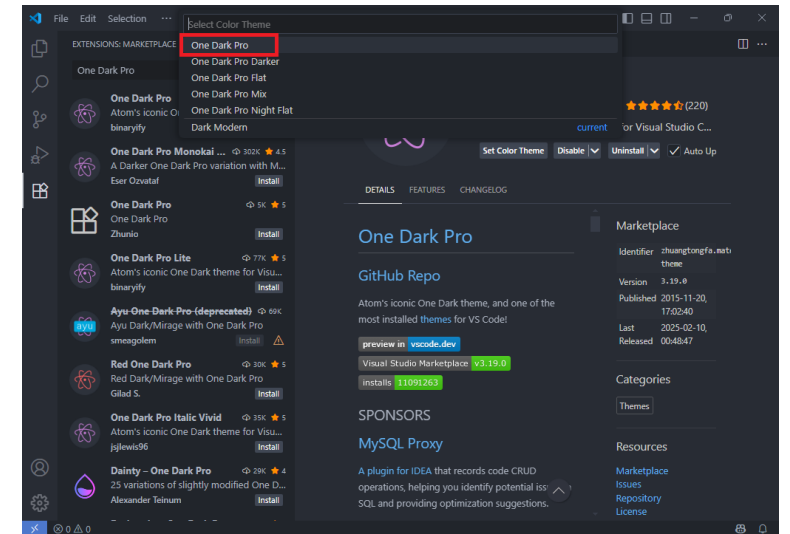 File Edit Selection ···
Select Color Theme
One Dark Pro
One Dark Pro Darker
One Dark Pro Flat
One Dark Pro Mix
One Dark Pro Night Flat
Dark Modern current
EXTENSIONS: MARKETPLACE
One Dark Pro
One Dark Pro
Atom's iconic O
binaryify
One Dark Pro Monokai ... 302K ★ 4.5
A Darker One Dark Pro variation with M...
Eser Ozvataf Install
One Dark Pro 5K ★ 5
One Dark Pro
Zhunio Install
One Dark Pro Lite 77K ★ 5
Atom's iconic One Dark theme for Visu...
binaryify Install
ayu
Ayu One Dark Pro (deprecated) 69K
Ayu Dark/Mirage with One Dark Pro
smeagolem Install
Red One Dark Pro 30K ★ 5
Red Dark/Mirage with One Dark Pro
Gilad S. Install
One Dark Pro Italic Vivid 35K ★ 5
Atom's iconic One Dark theme for Visu...
jsjlewis96 Install
Dainty – One Dark Pro 29K ★ 4
25 variations of slightly modified One D...
Alexander Teinum Install
(220)
for Visual Studio C...
Set Color Theme Disable Uninstall Auto Up
DETAILS FEATURES CHANGELOG
One Dark Pro
GitHub Repo
Atom's iconic One Dark theme, and one of the
most installed themes for VS Code!
preview in vscode.dev
Visual Studio Marketplace v3.19.0
installs 11091263
SPONSORS
MySQL Proxy
A plugin for IDEA that records code CRUD
operations, helping you identify potential iss
SQL and providing optimization suggestions.
Marketplace
Identifier zhuangtongfa.mat
theme
Version 3.19.0
Published 2015-11-20,
17:02:40
Last 2025-02-10,
Released 00:48:47
Categories
Themes
Resources
Marketplace
Issues
Repository
License
0 0